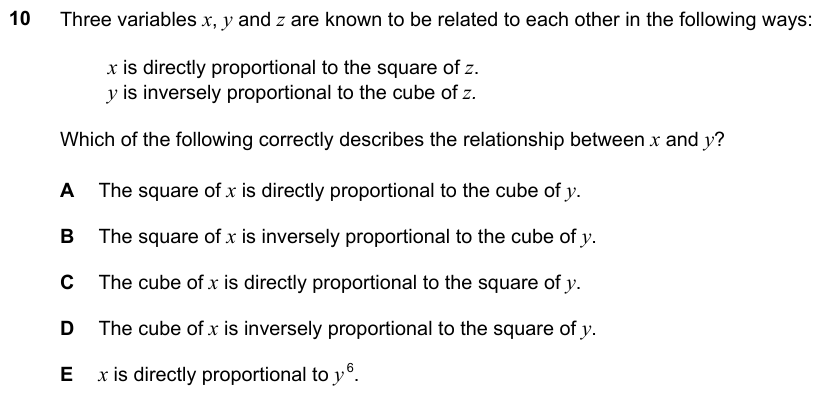 10 Three variables x, y and z are known to be related to each other in the following ways:
x is directly proportional to the square of z.
y is inversely proportional to the cube of z.
Which of the following correctly describes the relationship between x and y?
A The square of x is directly proportional to the cube of y.
B The square of x is inversely proportional to the cube of y.
C The cube of x is directly proportional to the square of y.
D The cube of x is inversely proportional to the square of y.
E x is directly proportional to y⁶.